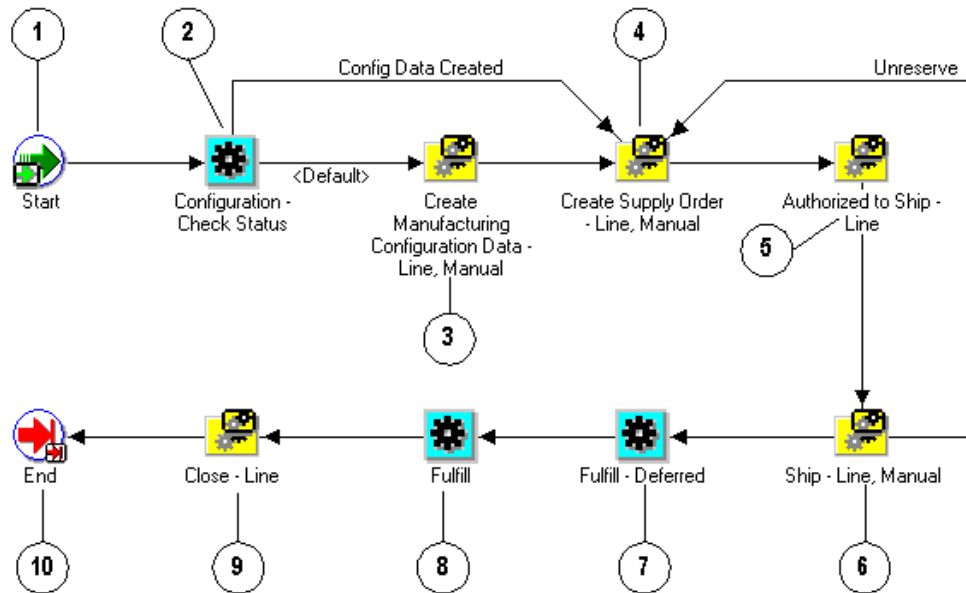 1
2
4
Config Data Created
Unreserve
<Default>
Start
Configuration -
Check Status
Create
Manufacturing
Configuration Data -
Line, Manual
Create Supply Order
- Line, Manual
Authorized to Ship -
Line
5
3
End
Close - Line
Fulfill
Fulfill - Deferred
Ship - Line, Manual
10
9
8
7
6